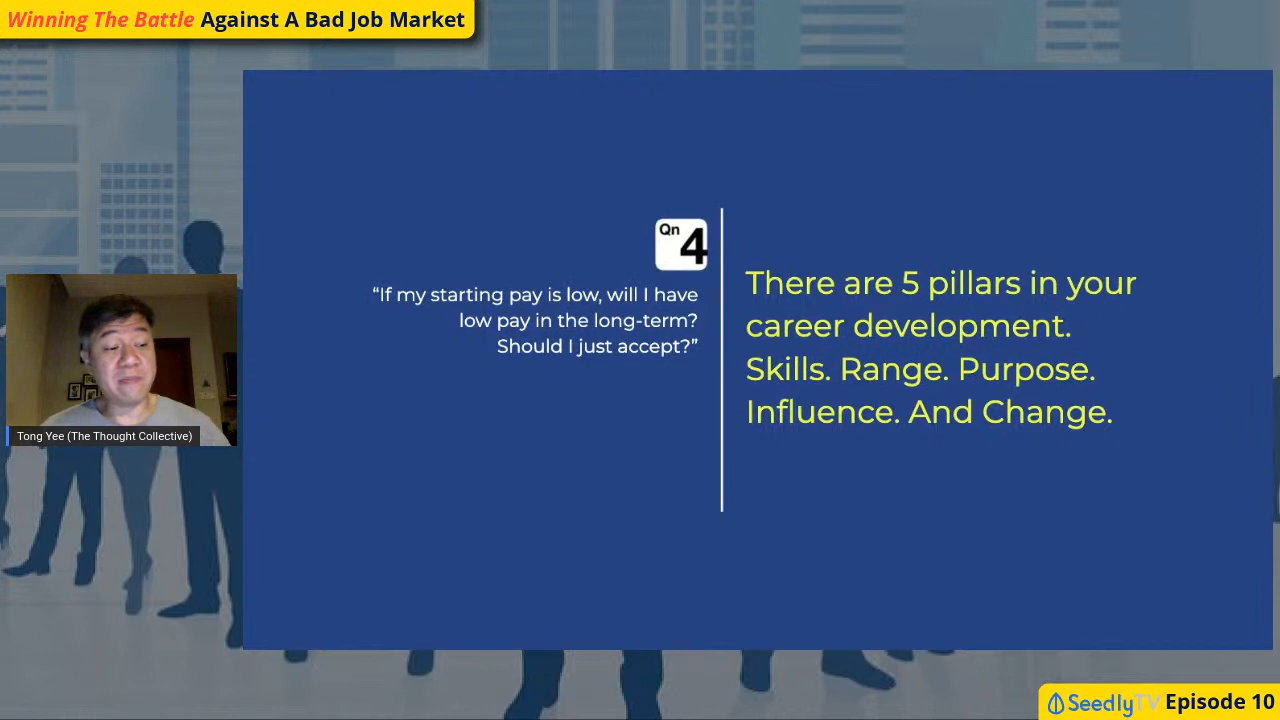 Winning The Battle Against A Bad Job Market
Qn 4
“If my starting pay is low, will I have
low pay in the long-term?
Should I just accept?”
There are 5 pillars in your
career development.
Skills. Range. Purpose.
Influence. And Change.
Tong Yee (The Thought Collective)
SeedlyTV Episode 10